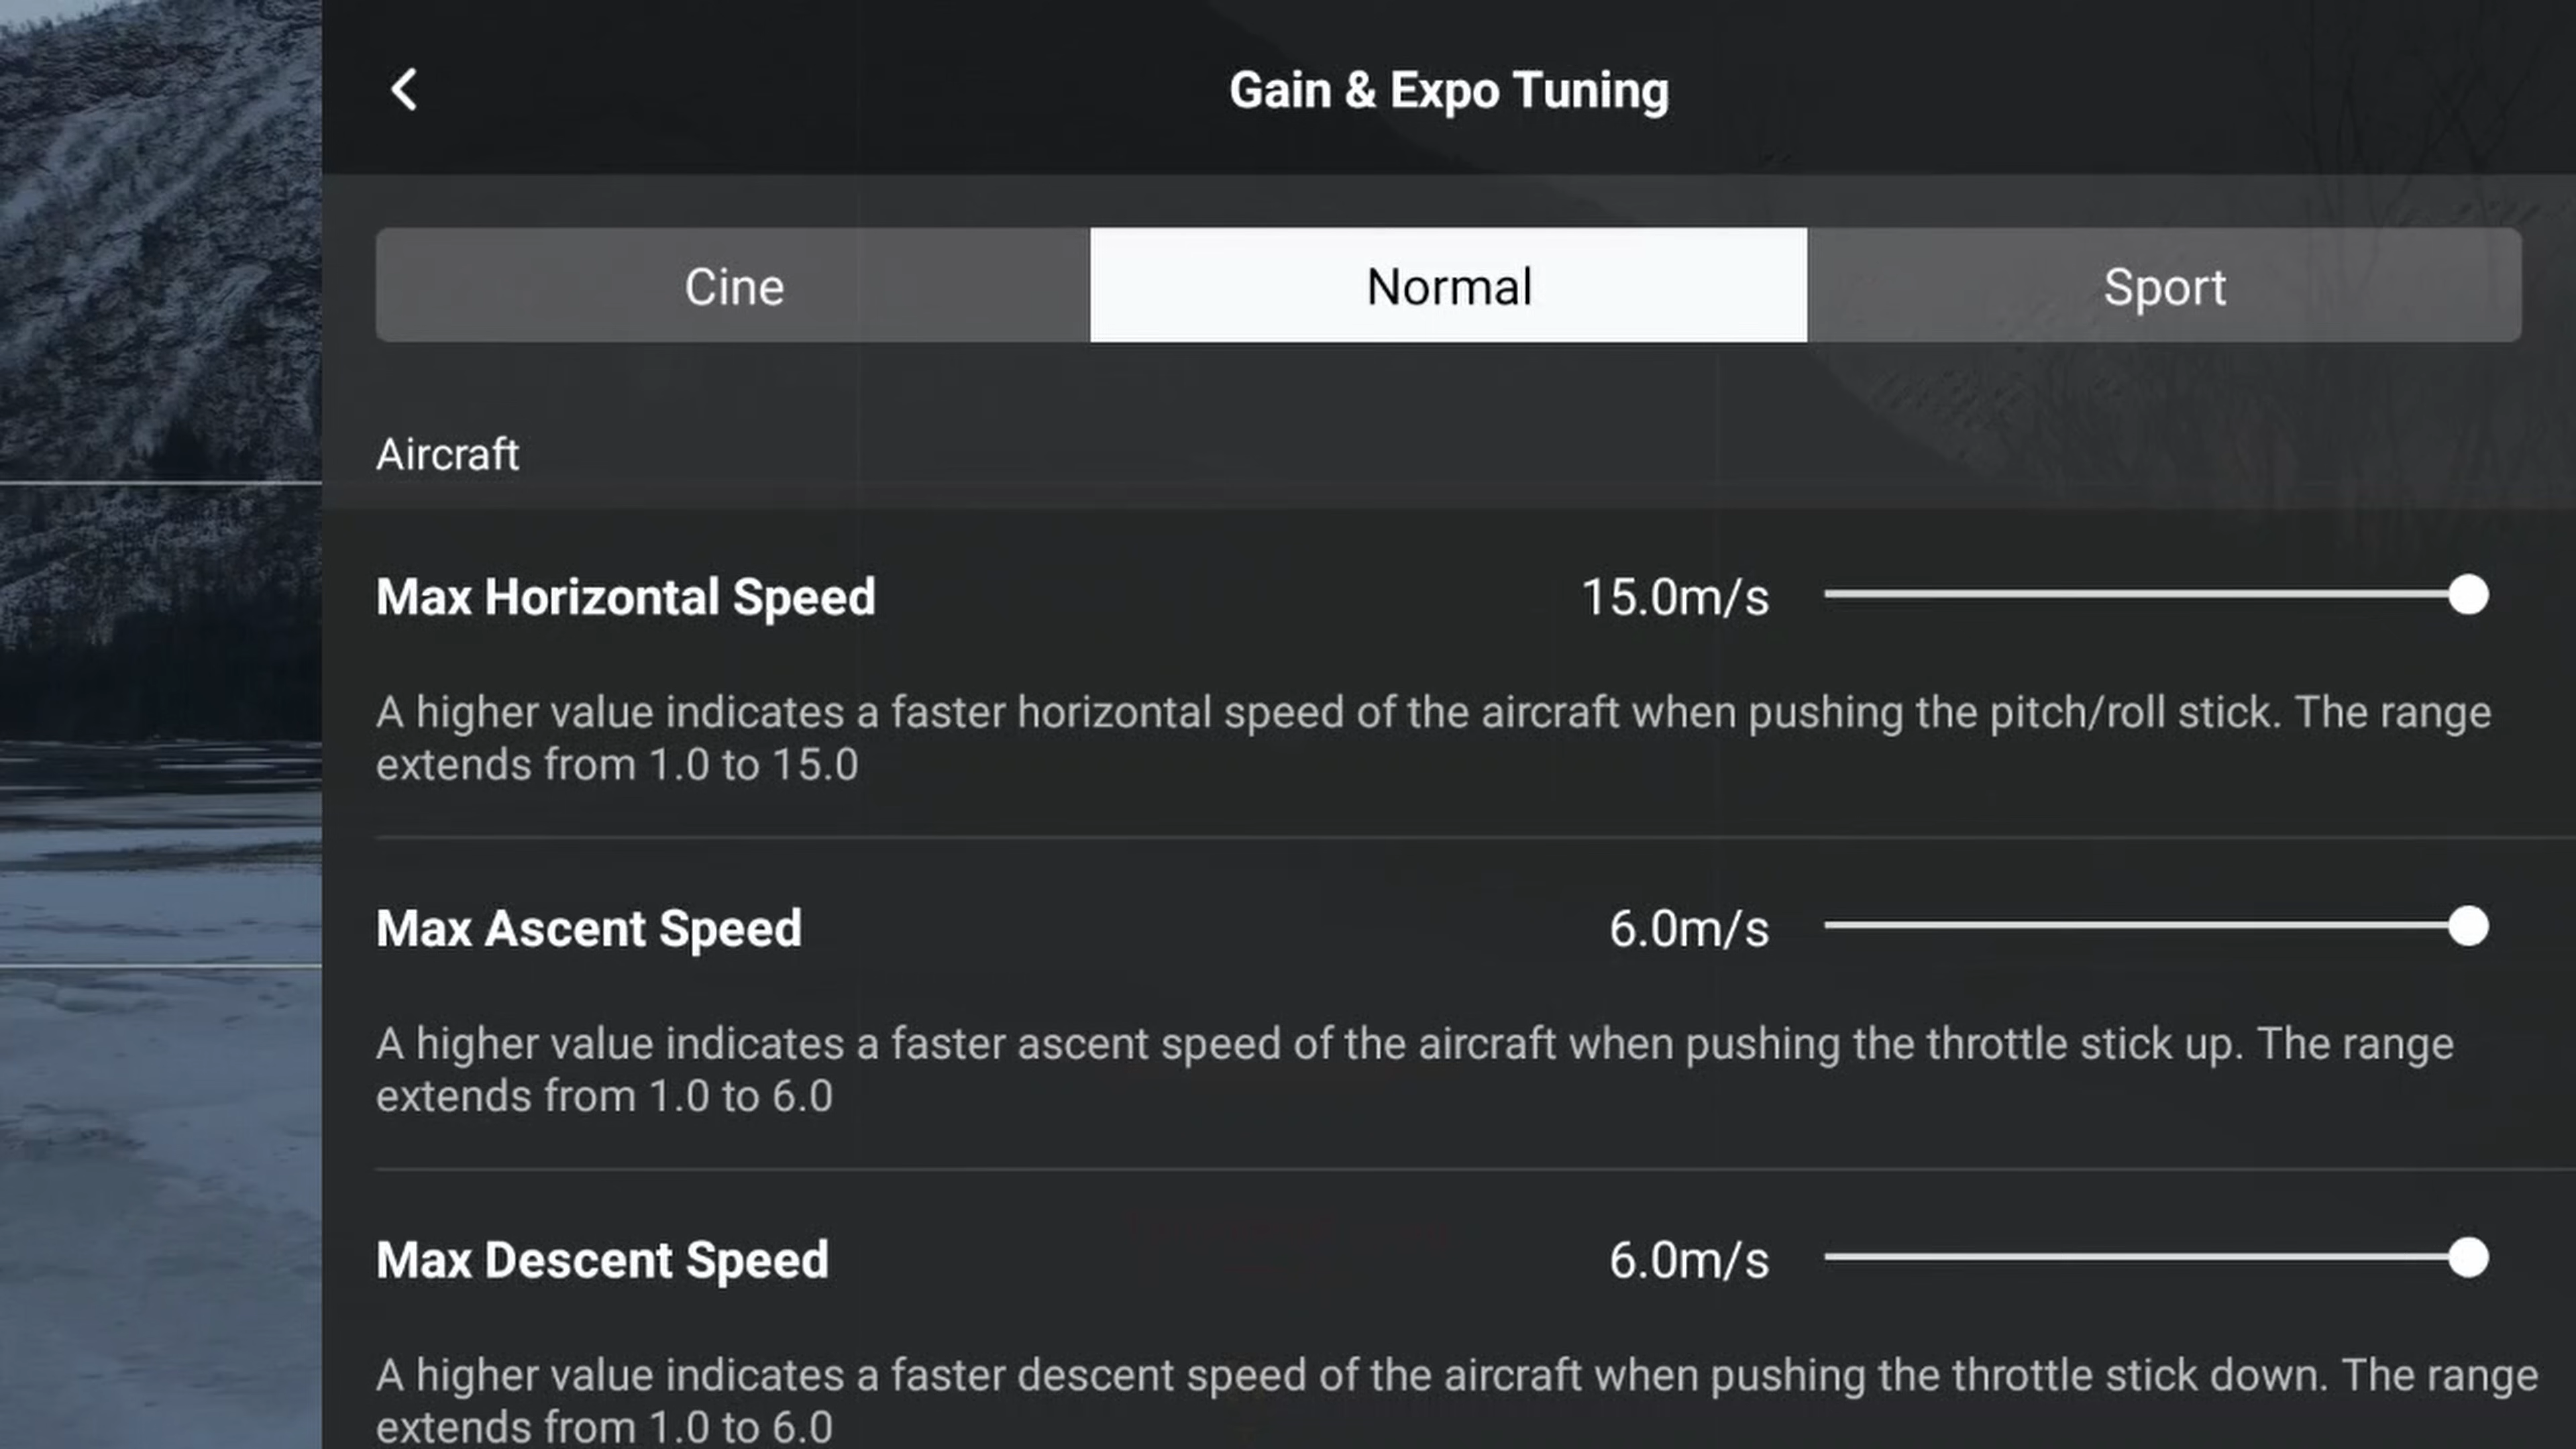 Gain & Expo Tuning
Cine
Normal
Sport
Aircraft
Max Horizontal Speed
15.0m/s
A higher value indicates a faster horizontal speed of the aircraft when pushing the pitch/roll stick. The range
extends from 1.0 to 15.0
Max Ascent Speed
6.0m/s
A higher value indicates a faster ascent speed of the aircraft when pushing the throttle stick up. The range
extends from 1.0 to 6.0
Max Descent Speed
6.0m/s
A higher value indicates a faster descent speed of the aircraft when pushing the throttle stick down. The range
extends from 1.0 to 6.0